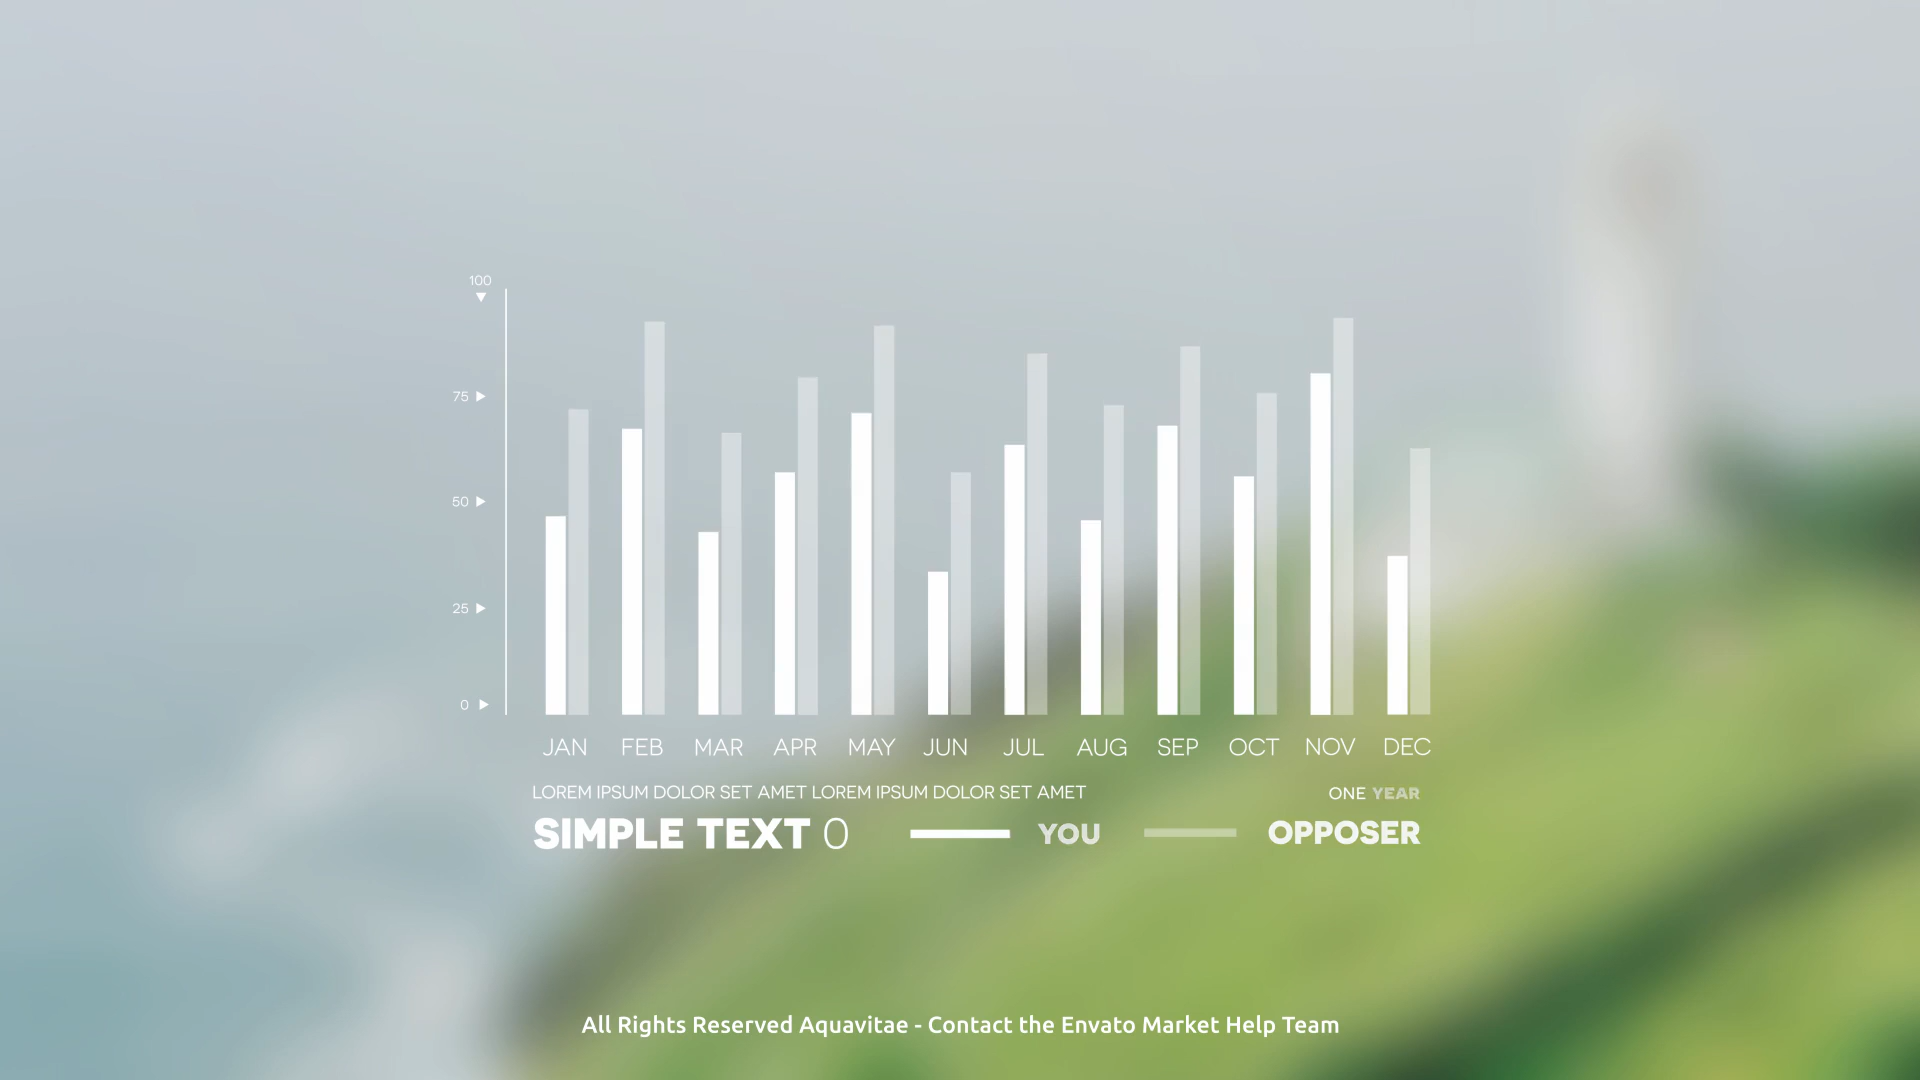 100
75
50
25
0
JAN FEB MAR APR MAY JUN JUL AUG SEP OCT NOV DEC
LOREM IPSUM DOLOR SET AMET LOREM IPSUM DOLOR SET AMET
ONE YEAR
SIMPLE TEXT 0
YOU
OPPOSER
All Rights Reserved Aquavitae - Contact the Envato Market Help Team